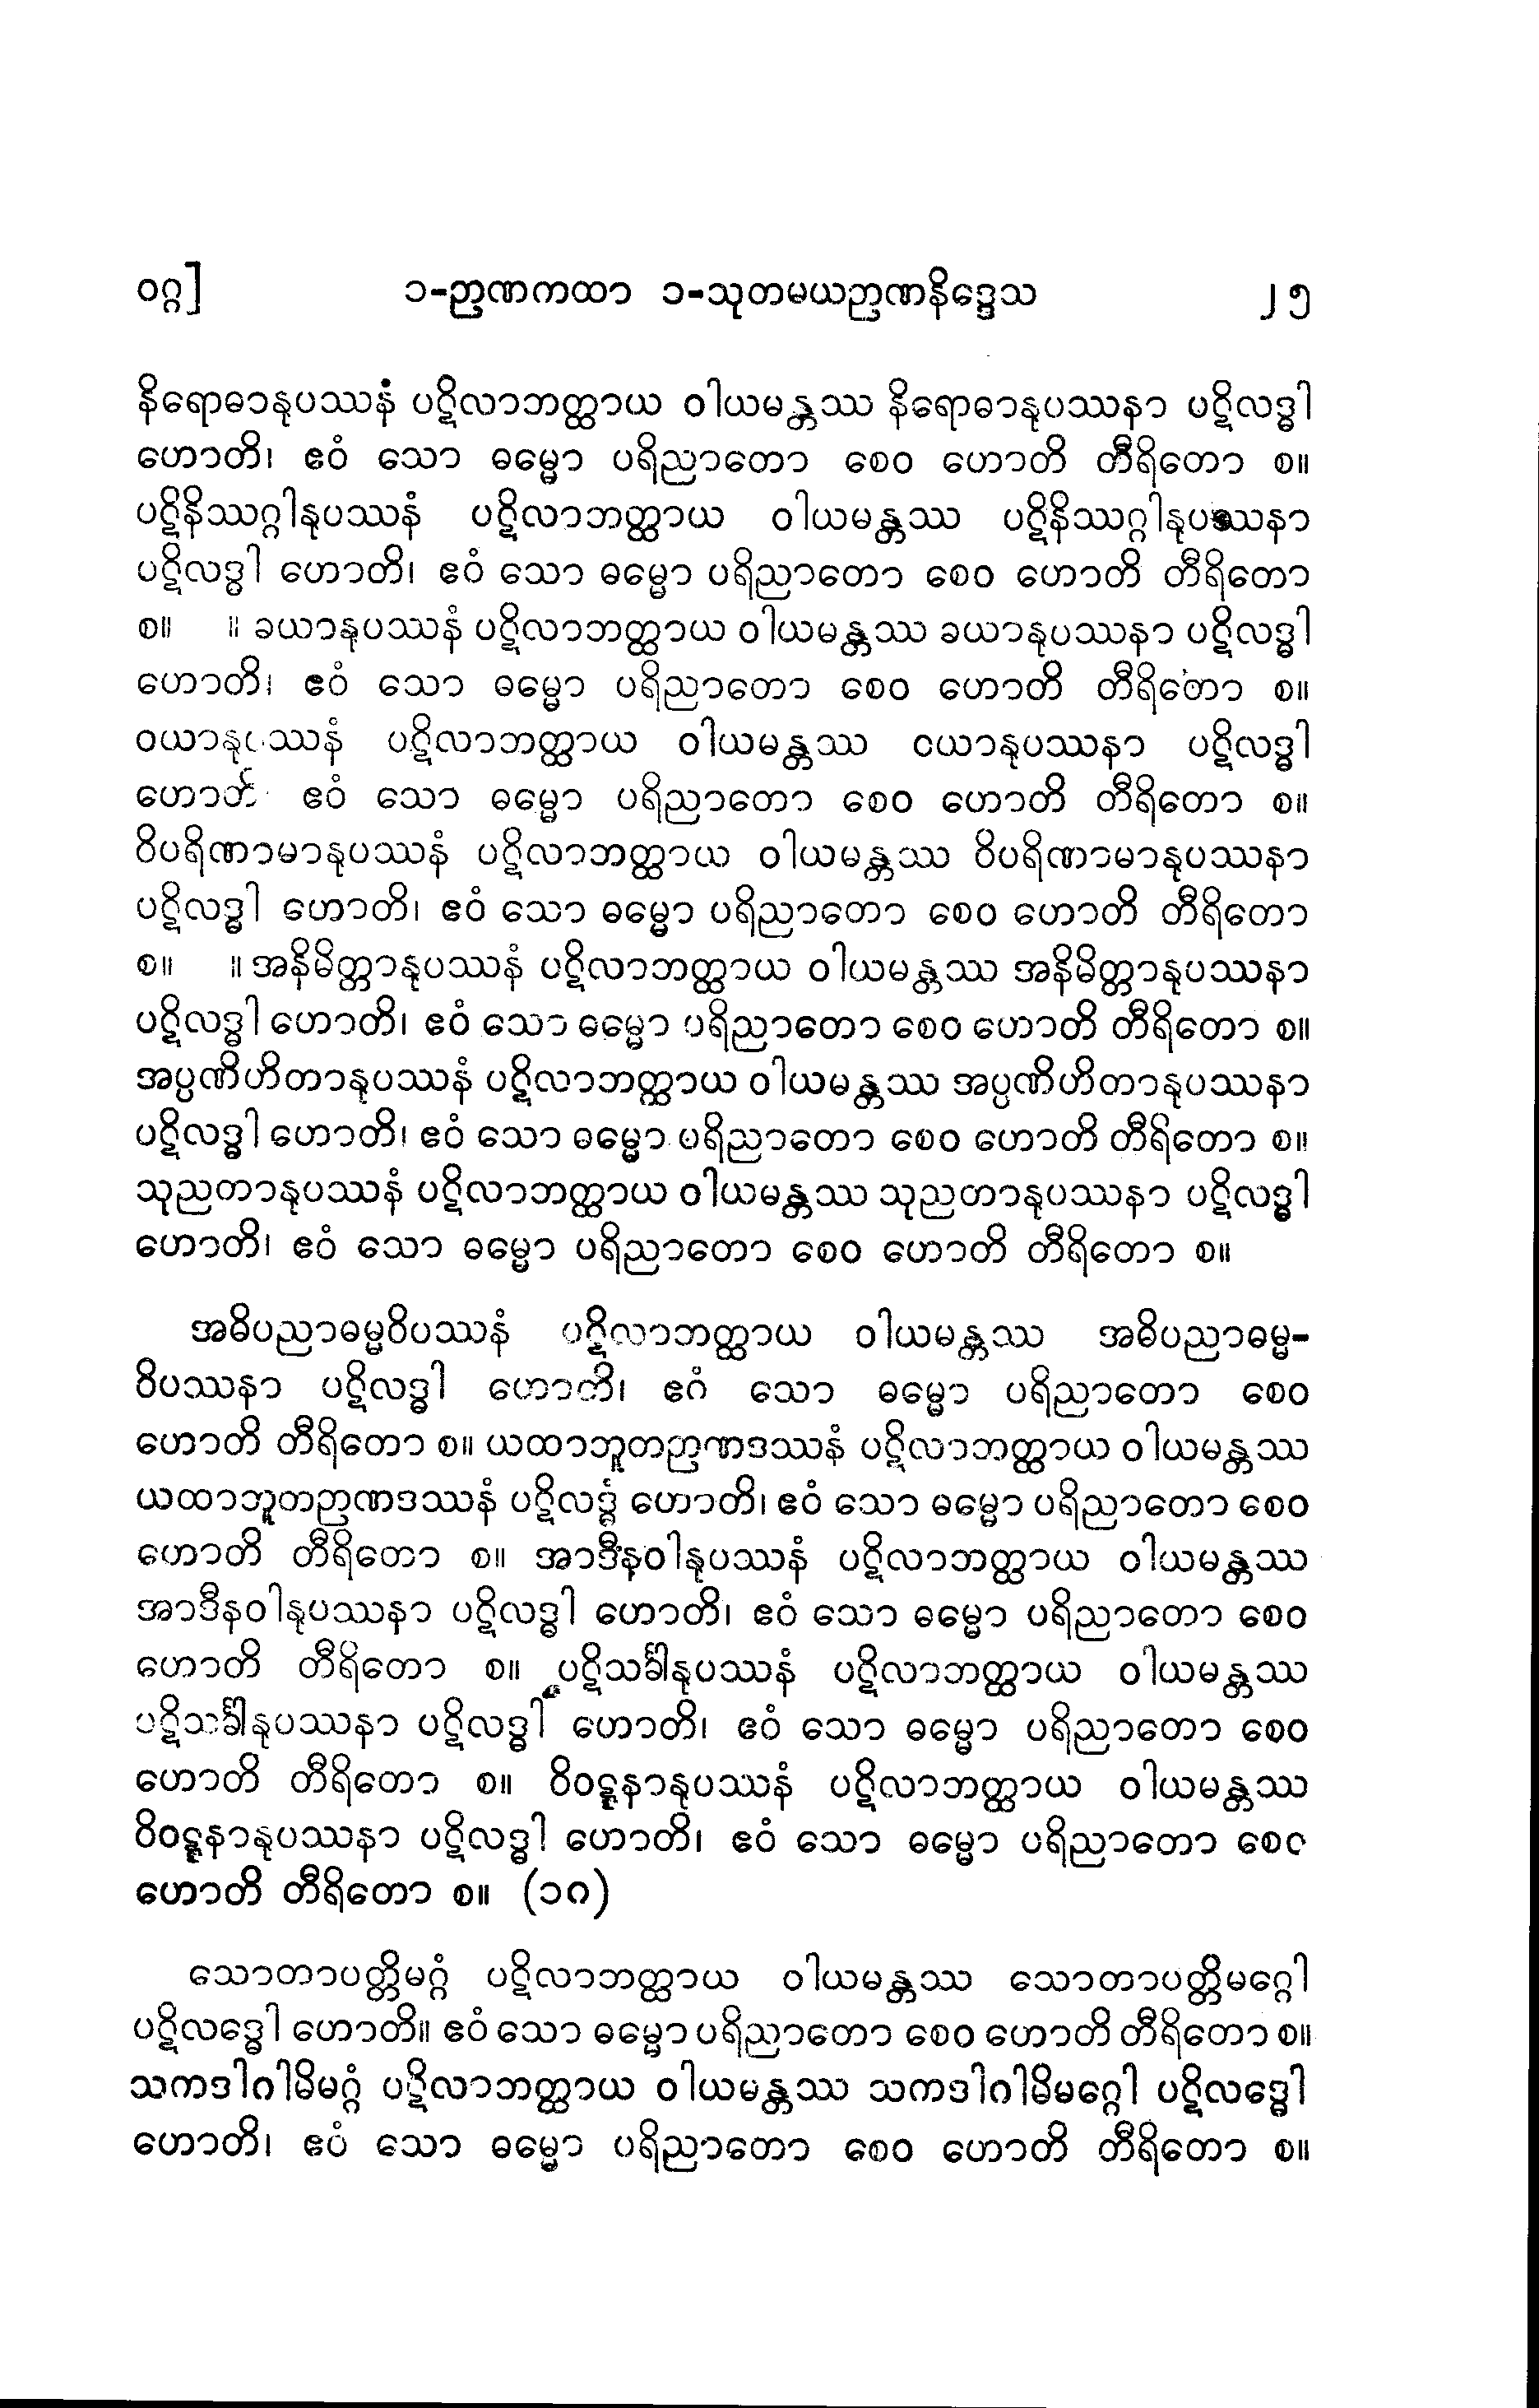 ဝဂ္ဂ] ၁-ဉာဏကထာ ၁-သုတမယဉာဏနိဒ္ဒေသ ၂၅
နိရောဓာနုပဿနံ ပဋိလာဘတ္ထာယ ဝါယမန္တဿ နိရောဓာနုပဿနာ ပဋိလဒ္ဓါ
ဟောတိ၊ ဧဝံ သော ဓမ္မော ပရိညာတော စေဝ ဟောတိ တီရိတော စ။
ပဋိနိဿဂ္ဂါနုပဿနံ ပဋိလာဘတ္ထာယ ဝါယမန္တဿ ပဋိနိဿဂ္ဂါနုပဿနာ
ပဋိလဒ္ဓါ ဟောတိ၊ ဧဝံ သော ဓမ္မော ပရိညာတော စေဝ ဟောတိ တီရိတော
စ။ ။ ခယာနုပဿနံ ပဋိလာဘတ္ထာယ ဝါယမန္တဿ ခယာနုပဿနာ ပဋိလဒ္ဓါ
ဟောတိ၊ ဧဝံ သော ဓမ္မော ပရိညာတော စေဝ ဟောတိ တီရိတော စ။
ဝယာနုပဿနံ ပဋိလာဘတ္ထာယ ဝါယမန္တဿ ဝယာနုပဿနာ ပဋိလဒ္ဓါ
ဟောတိ ဧဝံ သော ဓမ္မော ပရိညာတော စေဝ ဟောတိ တီရိတော စ။
ဝိပရိဏာမာနုပဿနံ ပဋိလာဘတ္ထာယ ဝါယမန္တဿ ဝိပရိဏာမာနုပဿနာ
ပဋိလဒ္ဓါ ဟောတိ၊ ဧဝံ သော ဓမ္မော ပရိညာတော စေဝ ဟောတိ တီရိတော
စ။ ။ အနိမိတ္တာနုပဿနံ ပဋိလာဘတ္ထာယ ဝါယမန္တဿ အနိမိတ္တာနုပဿနာ
ပဋိလဒ္ဓါ ဟောတိ၊ ဧဝံ သော ဓမ္မော ပရိညာတော စေဝ ဟောတိ တီရိတော စ။
အပ္ပဏိဟိတာနုပဿနံ ပဋိလာဘတ္ထာယ ဝါယမန္တဿ အပ္ပဏိဟိတာနုပဿနာ
ပဋိလဒ္ဓါ ဟောတိ၊ ဧဝံ သော ဓမ္မော ပရိညာတော စေဝ ဟောတိ တီရိတော စ။
သုညတာနုပဿနံ ပဋိလာဘတ္ထာယ ဝါယမန္တဿ သုညတာနုပဿနာ ပဋိလဒ္ဓါ
ဟောတိ၊ ဧဝံ သော ဓမ္မော ပရိညာတော စေဝ ဟောတိ တီရိတော စ။
အဓိပညာဓမ္မဝိပဿနံ ပဋိလာဘတ္ထာယ ဝါယမန္တဿ အဓိပညာဓမ္မ-
ဝိပဿနာ ပဋိလဒ္ဓါ ဟောတိ၊ ဧဝံ သော ဓမ္မော ပရိညာတော စေဝ
ဟောတိ တီရိတော စ။ ယထာဘူတဉာဏဒဿနံ ပဋိလာဘတ္ထာယ ဝါယမန္တဿ
ယထာဘူတဉာဏဒဿနံ ပဋိလဒ္ဓံ ဟောတိ၊ ဧဝံ သော ဓမ္မော ပရိညာတော စေဝ
ဟောတိ တီရိတော စ။ အာဒီနဝါနုပဿနံ ပဋိလာဘတ္ထာယ ဝါယမန္တဿ
အာဒီနဝါနုပဿနာ ပဋိလဒ္ဓါ ဟောတိ၊ ဧဝံ သော ဓမ္မော ပရိညာတော စေဝ
ဟောတိ တီရိတော စ။ ပဋိသင်္ခါနုပဿနံ ပဋိလာဘတ္ထာယ ဝါယမန္တဿ
ပဋိသင်္ခါနုပဿနာ ပဋိလဒ္ဓါ ဟောတိ၊ ဧဝံ သော ဓမ္မော ပရိညာတော စေဝ
ဟောတိ တီရိတော စ။ ဝိဝဋ္ဋနာနုပဿနံ ပဋိလာဘတ္ထာယ ဝါယမန္တဿ
ဝိဝဋ္ဋနာနုပဿနာ ပဋိလဒ္ဓါ ဟောတိ၊ ဧဝံ သော ဓမ္မော ပရိညာတော စေဝ
ဟောတိ တီရိတော စ။ (၁ဂ)
သောတာပတ္တိမဂ္ဂံ ပဋိလာဘတ္ထာယ ဝါယမန္တဿ သောတာပတ္တိမဂ္ဂေါ
ပဋိလဒ္ဓေါ ဟောတိ။ ဧဝံ သော ဓမ္မော ပရိညာတော စေဝ ဟောတိ တီရိတော စ။
သကဒါဂါမိမဂ္ဂံ ပဋိလာဘတ္ထာယ ဝါယမန္တဿ သကဒါဂါမိမဂ္ဂေါ ပဋိလဒ္ဓေါ
ဟောတိ၊ ဧဝံ သော ဓမ္မော ပရိညာတော စေဝ ဟောတိ တီရိတော စ။